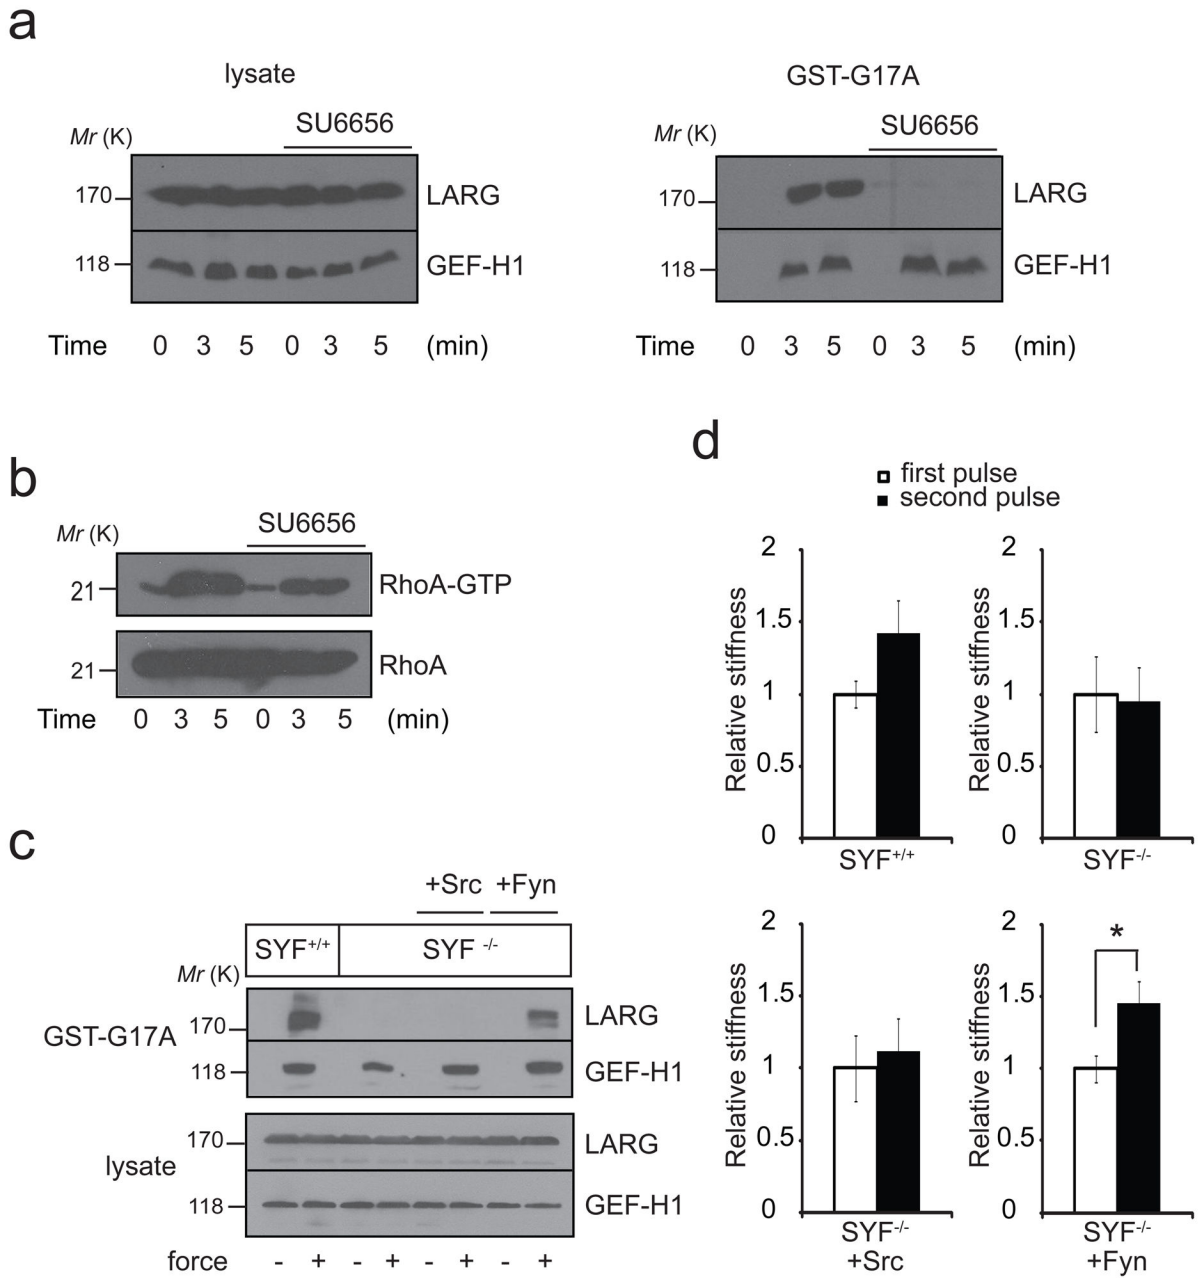 a
lysate
SU6656
Mr (K)
170
LARG
118
GEF-H1
Time 0 3 5 0 3 5 (min)
GST-G17A
SU6656
Mr (K)
170
LARG
118
GEF-H1
Time 0 3 5 0 3 5 (min)
b
SU6656
Mr (K)
21
RhoA-GTP
21
RhoA
Time 0 3 5 0 3 5 (min)
c
+Src +Fyn
SYF+/+ SYF -/-
Mr (K)
GST-G17A
170
LARG
118
GEF-H1
lysate
170
LARG
118
GEF-H1
force - + - + - + - +
d
first pulse
second pulse
Relative stiffness
2
1.5
1
0.5
0
SYF+/+
Relative stiffness
2
1.5
1
0.5
0
SYF-/-
Relative stiffness
2
1.5
1
0.5
0
SYF-/-
+Src
Relative stiffness
2
1.5
1
0.5
0
*
SYF-/-
+Fyn